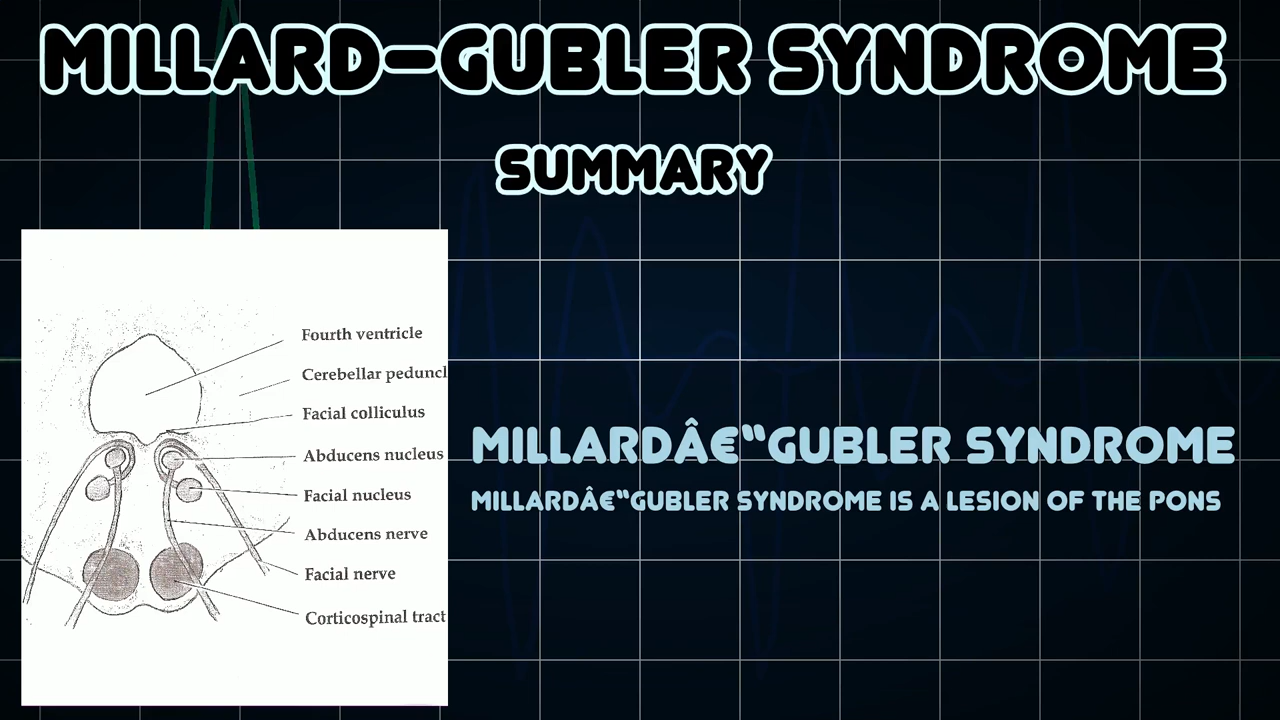 MILLARD–GUBLER SYNDROME
SUMMARY
Fourth ventricle
Cerebellar peduncl
Facial colliculus
Abducens nucleus
Facial nucleus
Abducens nerve
Facial nerve
Corticospinal tract
MILLARDÂ€“GUBLER SYNDROME
MILLARDÂ€“GUBLER SYNDROME IS A LESION OF THE PONS